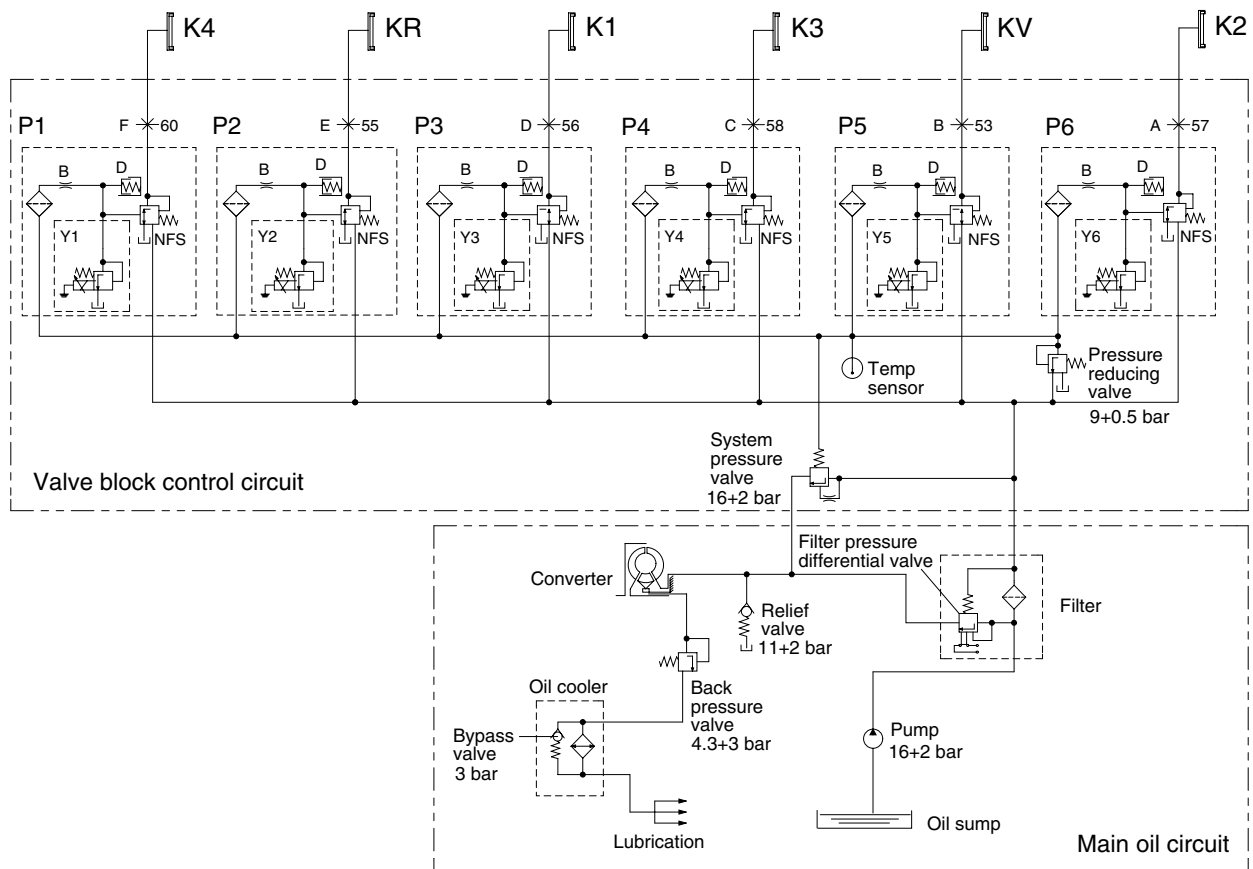 K4
KR
K1
K3
KV
K2
P1
F
60
P2
E
55
P3
D
56
P4
C
58
P5
B
53
P6
A
57
B
D
B
D
B
D
B
D
B
D
B
D
Y1
NFS
Y2
NFS
Y3
NFS
Y4
NFS
Y5
NFS
Y6
NFS
Temp
sensor
Pressure
reducing
valve
9+0.5 bar
System
pressure
valve
16+2 bar
Valve block control circuit
Filter pressure
differential valve
Converter
Relief
valve
11+2 bar
Filter
Oil cooler
Back
pressure
valve
4.3+3 bar
Bypass
valve
3 bar
Pump
16+2 bar
Lubrication
Oil sump
Main oil circuit